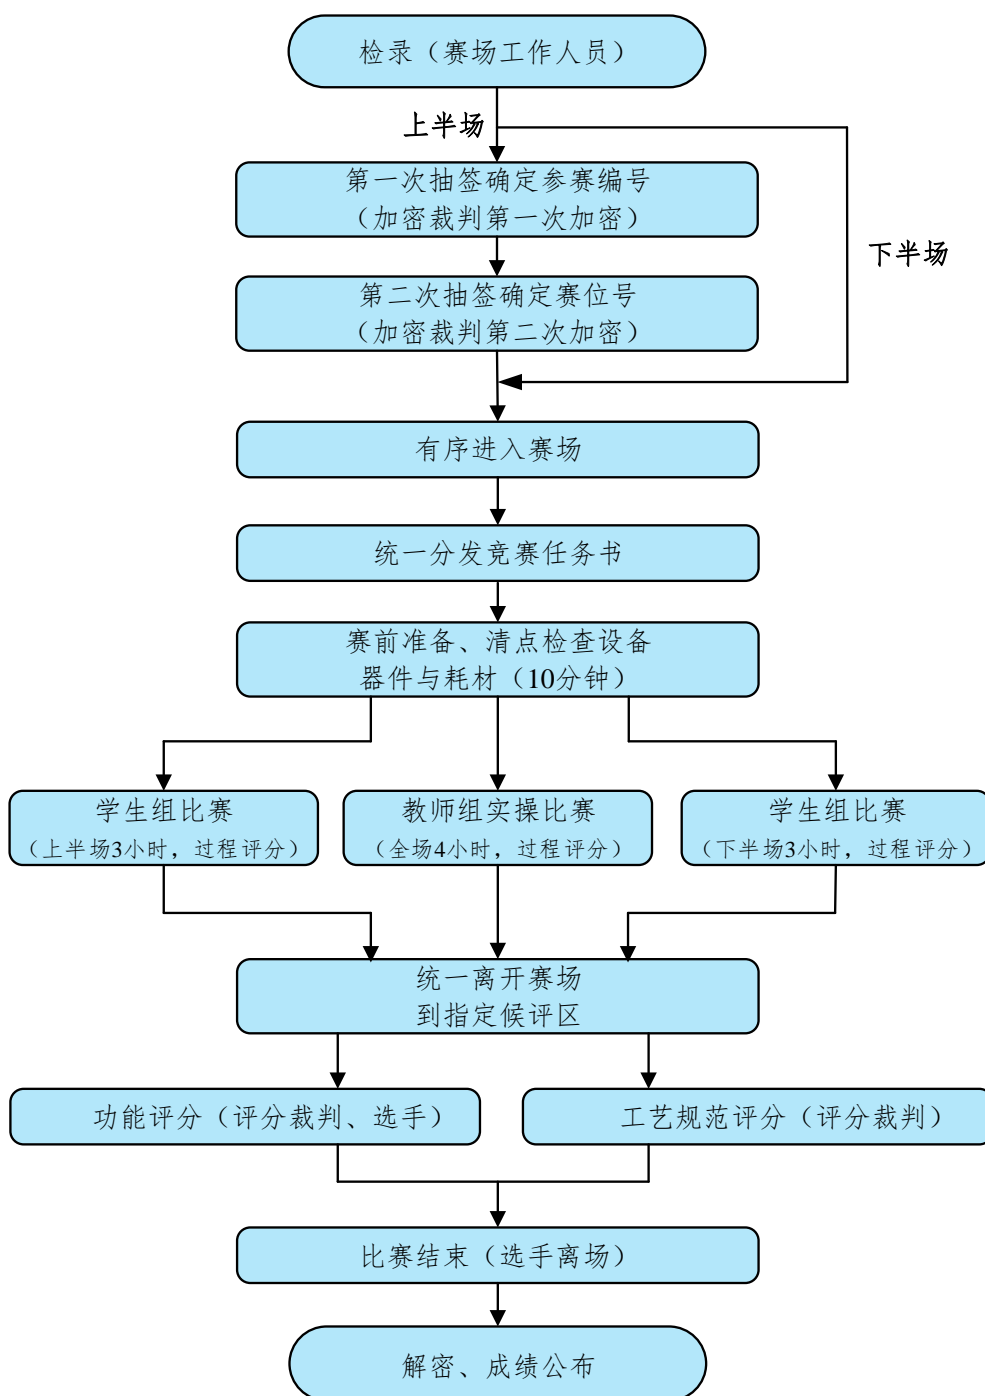 检录（赛场工作人员）
上半场
第一次抽签确定参赛编号
（加密裁判第一次加密）
下半场
第二次抽签确定赛位号
（加密裁判第二次加密）
有序进入赛场
统一分发竞赛任务书
赛前准备、清点检查设备
器件与耗材（10分钟）
学生组比赛
（上半场3小时，过程评分）
教师组实操比赛
（全场4小时，过程评分）
学生组比赛
（下半场3小时，过程评分）
统一离开赛场
到指定候评区
功能评分（评分裁判、选手）
工艺规范评分（评分裁判）
比赛结束（选手离场）
解密、成绩公布